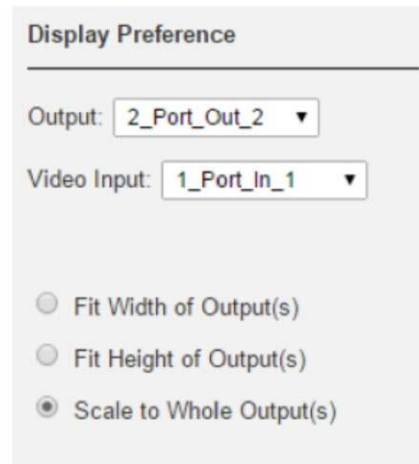 Display Preference
Output: 2_Port_Out_2
Video Input: 1_Port_In_1
Fit Width of Output(s)
Fit Height of Output(s)
Scale to Whole Output(s)